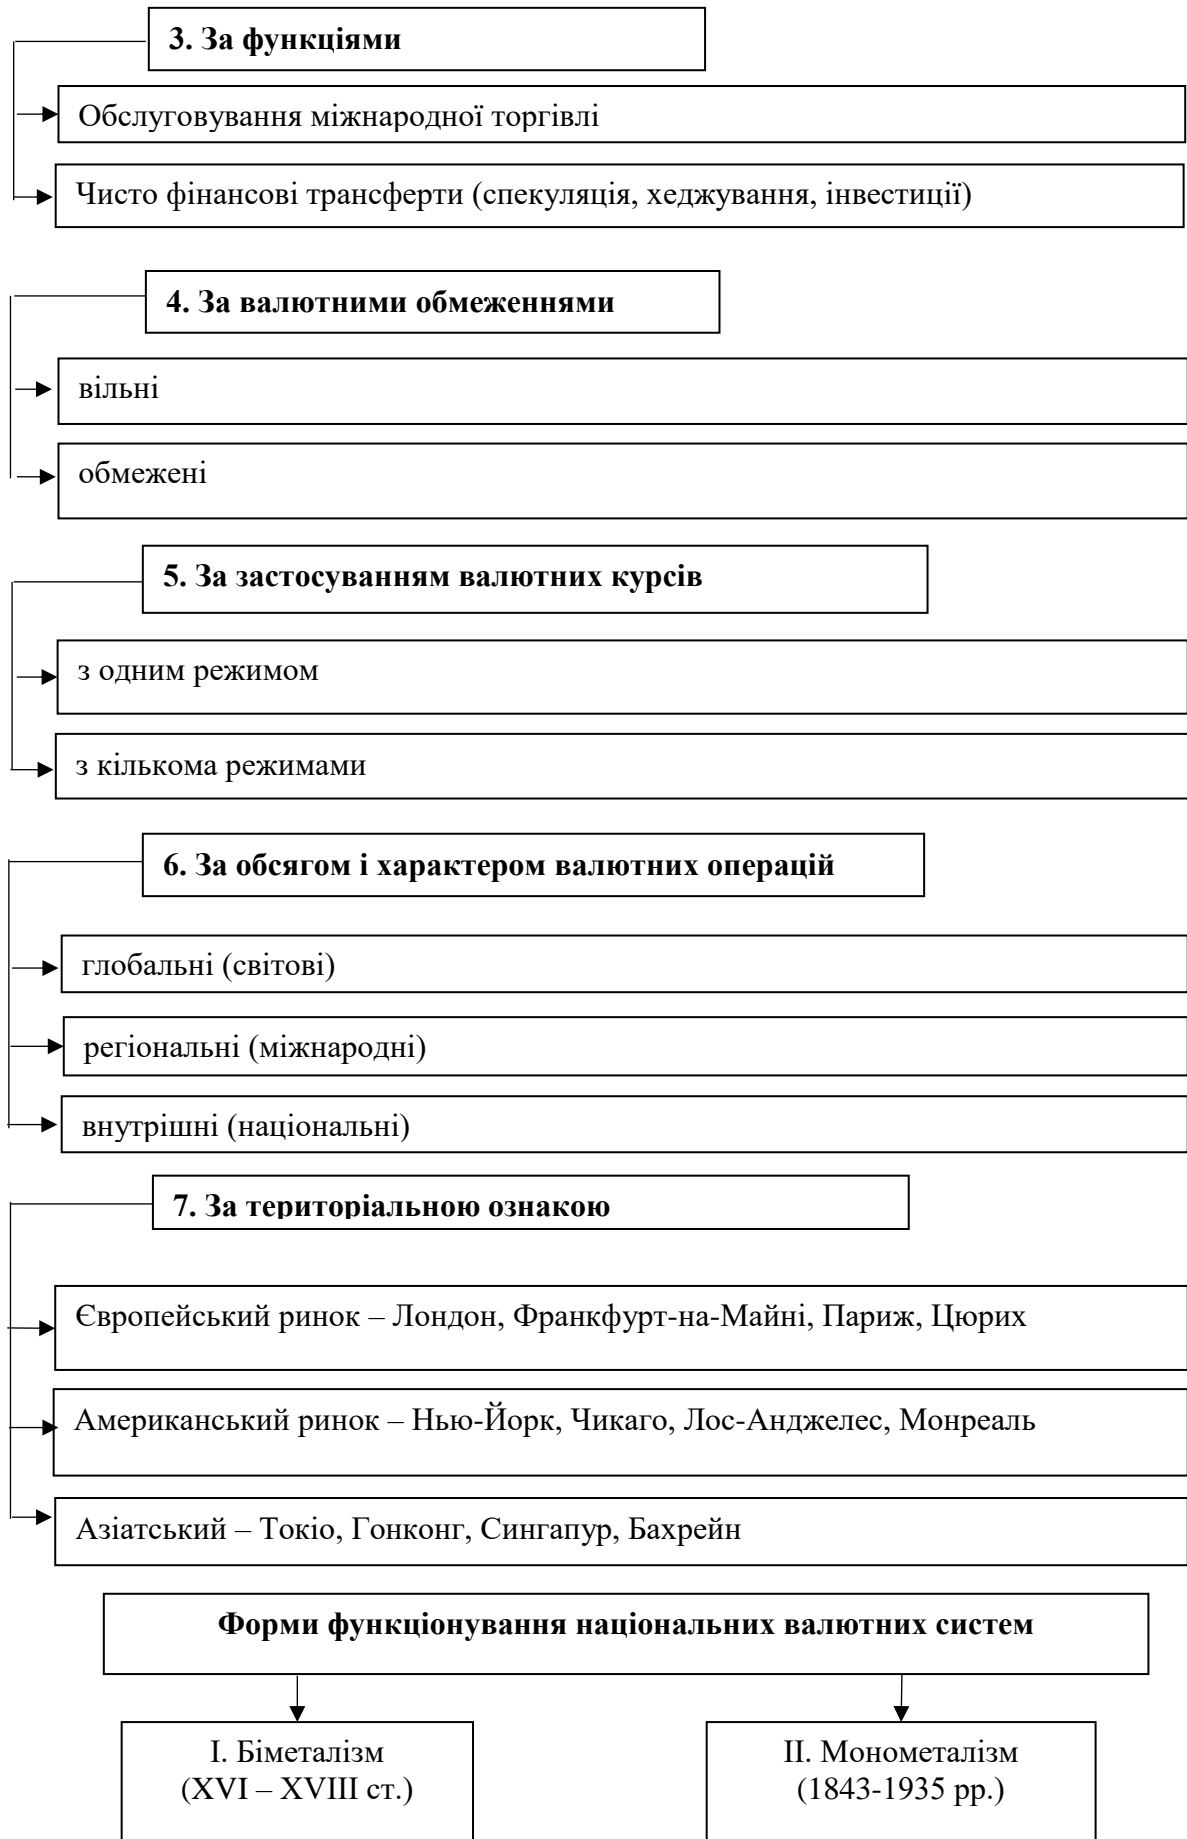 3. За функціями
Обслуговування міжнародної торгівлі
Чисто фінансові трансферти (спекуляція, хеджування, інвестиції)
4. За валютними обмеженнями
вільні
обмежені
5. За застосуванням валютних курсів
з одним режимом
з кількома режимами
6. За обсягом і характером валютних операцій
глобальні (світові)
регіональні (міжнародні)
внутрішні (національні)
7. За територіальною ознакою
Європейський ринок – Лондон, Франкфурт-на-Майні, Париж, Цюрих
Американський ринок – Нью-Йорк, Чикаго, Лос-Анджелес, Монреаль
Азіатський – Токіо, Гонконг, Сингапур, Бахрейн
Форми функціонування національних валютних систем
І. Біметалізм
(XVI – XVIII ст.)
ІІ. Монометалізм
(1843-1935 рр.)